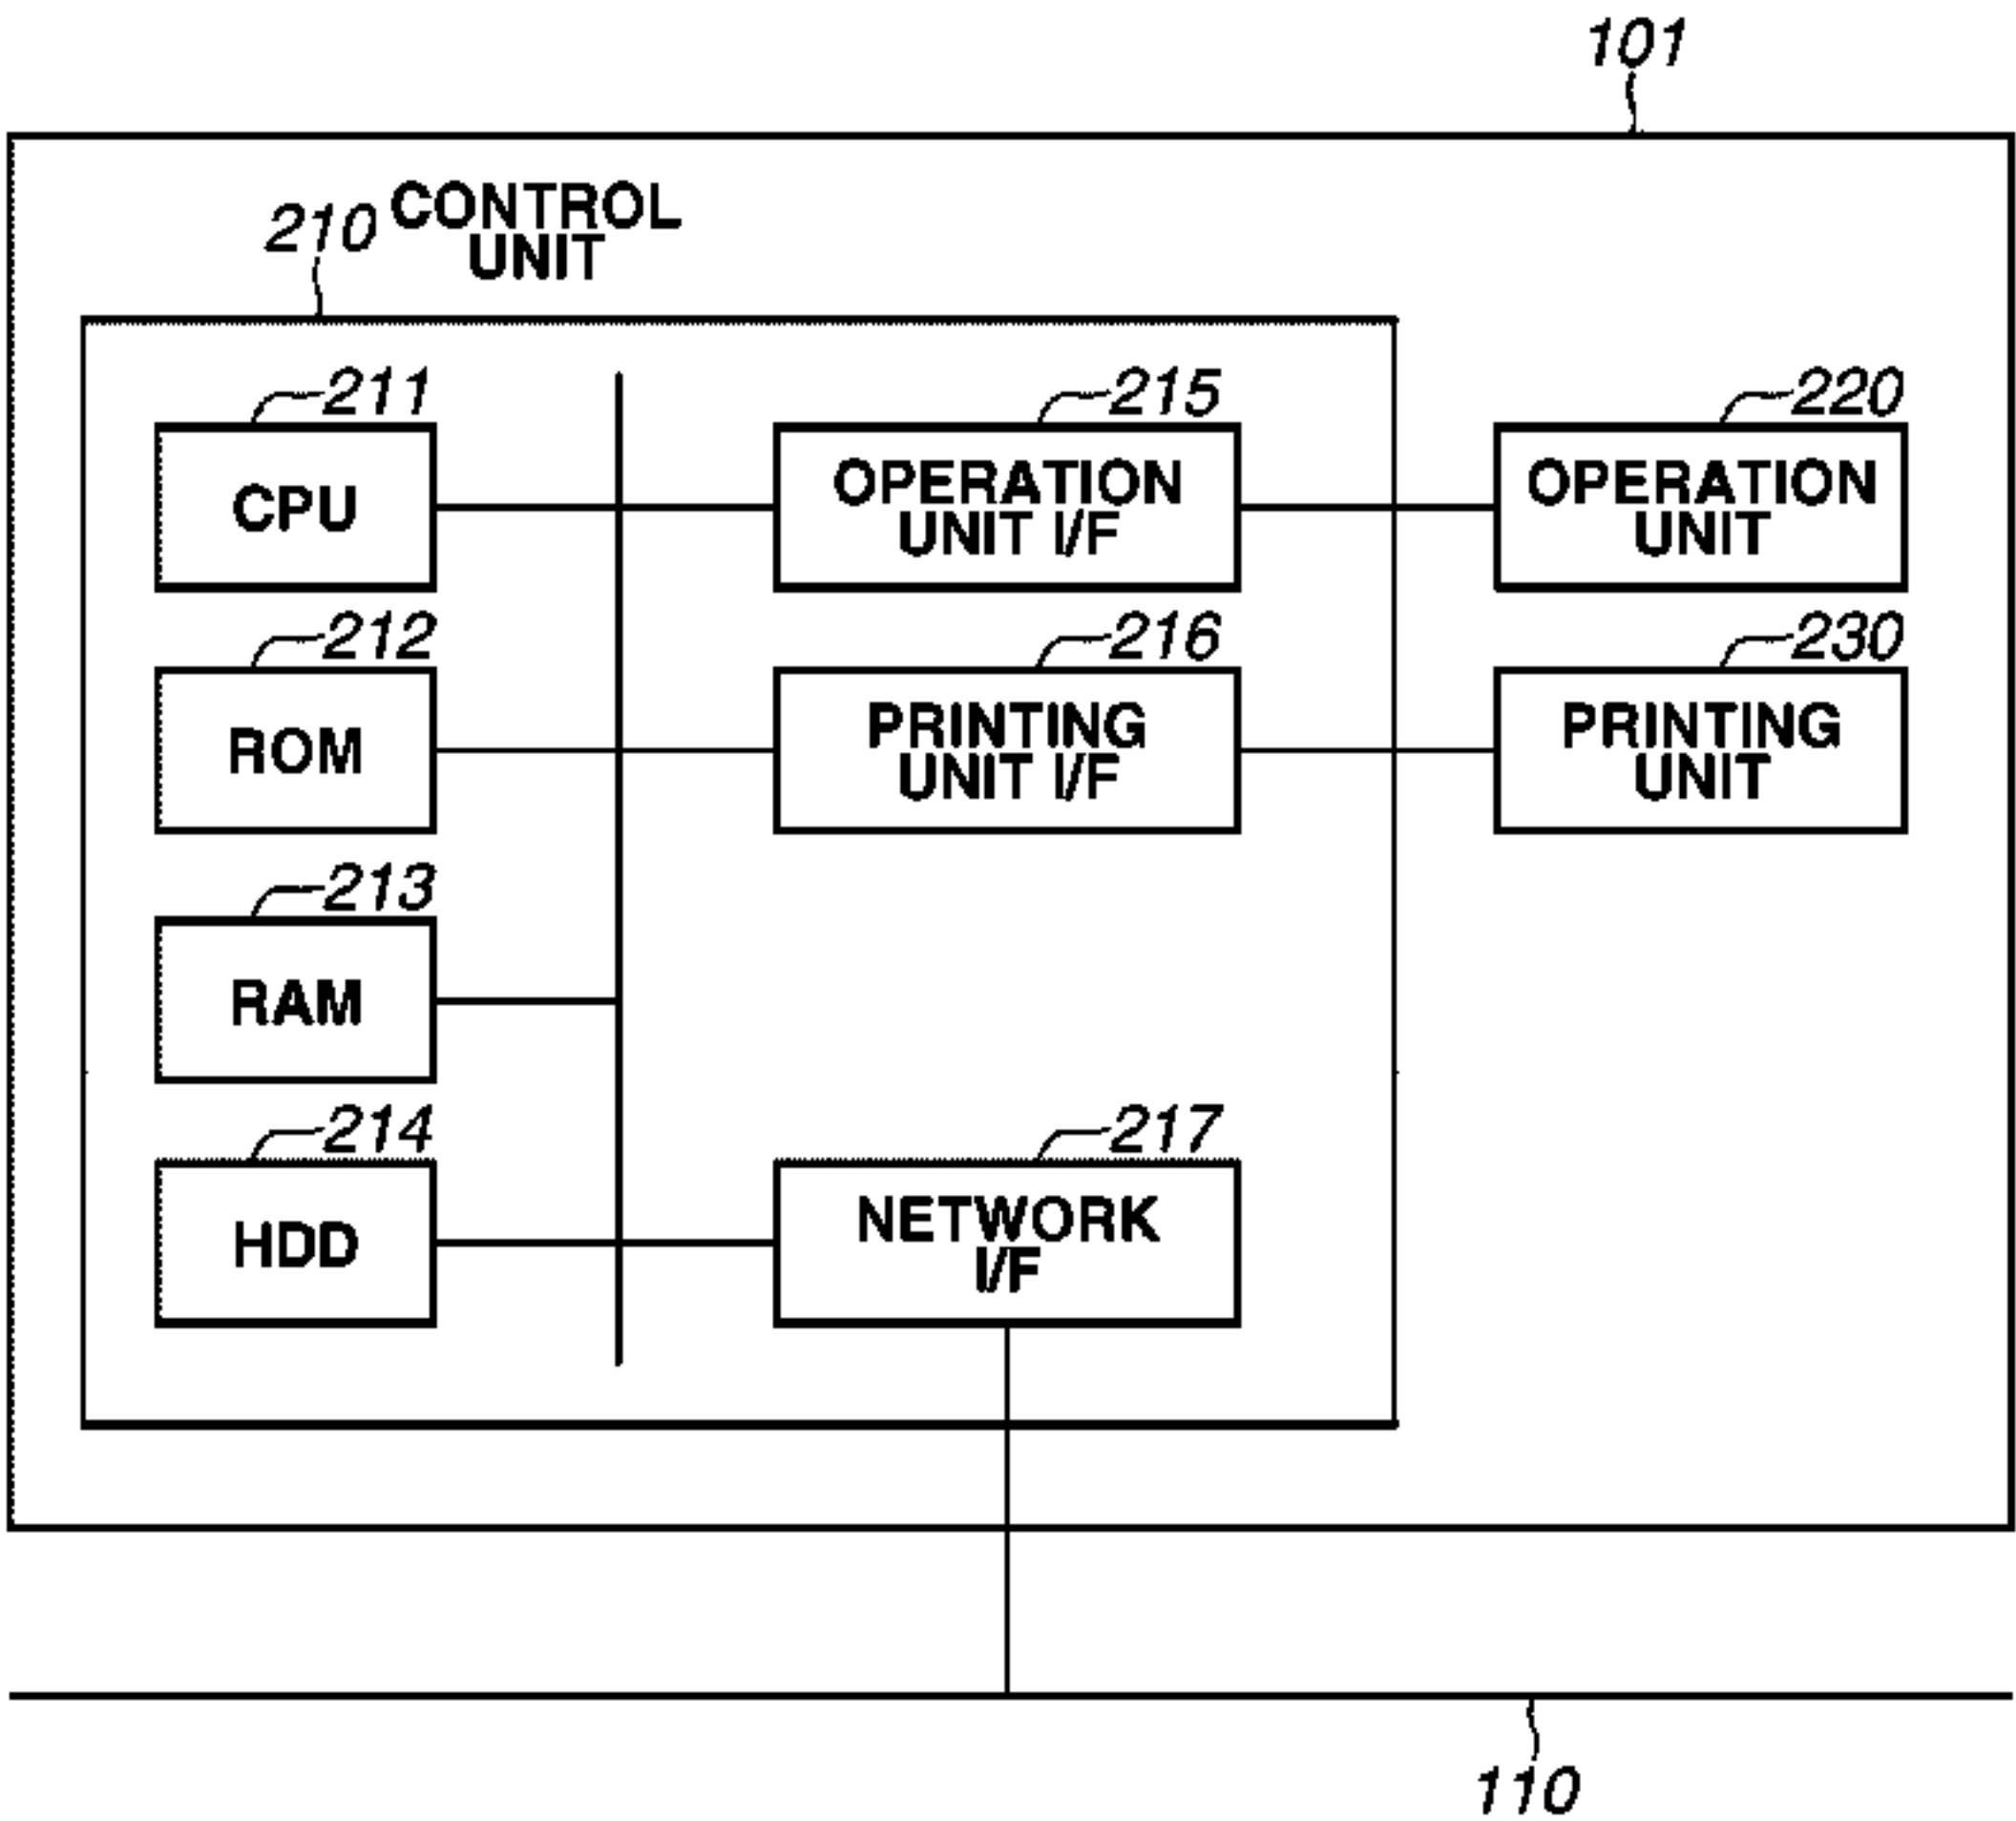 101
210 CONTROL
UNIT
211
215
220
CPU
OPERATION
UNIT I/F
OPERATION
UNIT
212
216
230
ROM
PRINTING
UNIT I/F
PRINTING
UNIT
213
RAM
214
217
HDD
NETWORK
I/F
110